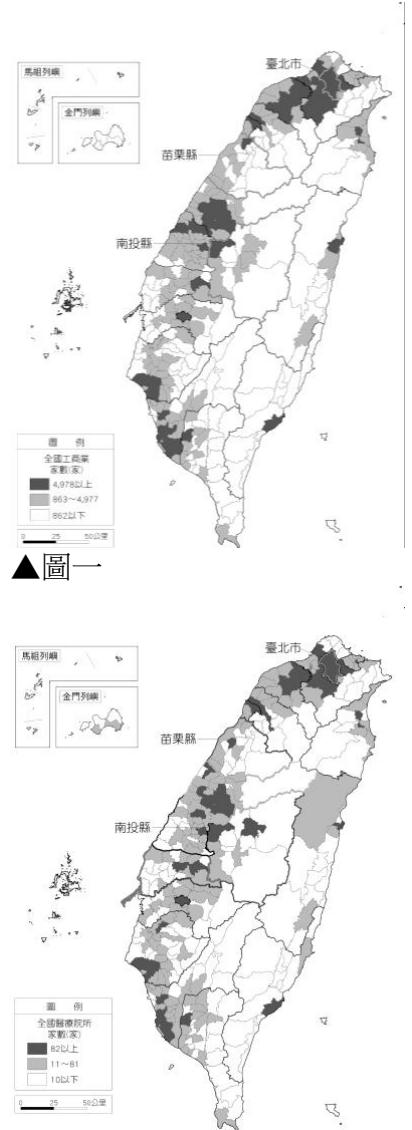 馬祖列嶼
臺北市
金門列嶼
苗栗縣
南投縣
圖 例
全國工商業
家數(家)
4,978以上
863～4,977
862以下
0 25 50公里
▲圖一
馬祖列嶼
臺北市
金門列嶼
苗栗縣
南投縣
圖 例
全國醫療院所
家數(家)
82以上
11～81
10以下
0 25 50公里